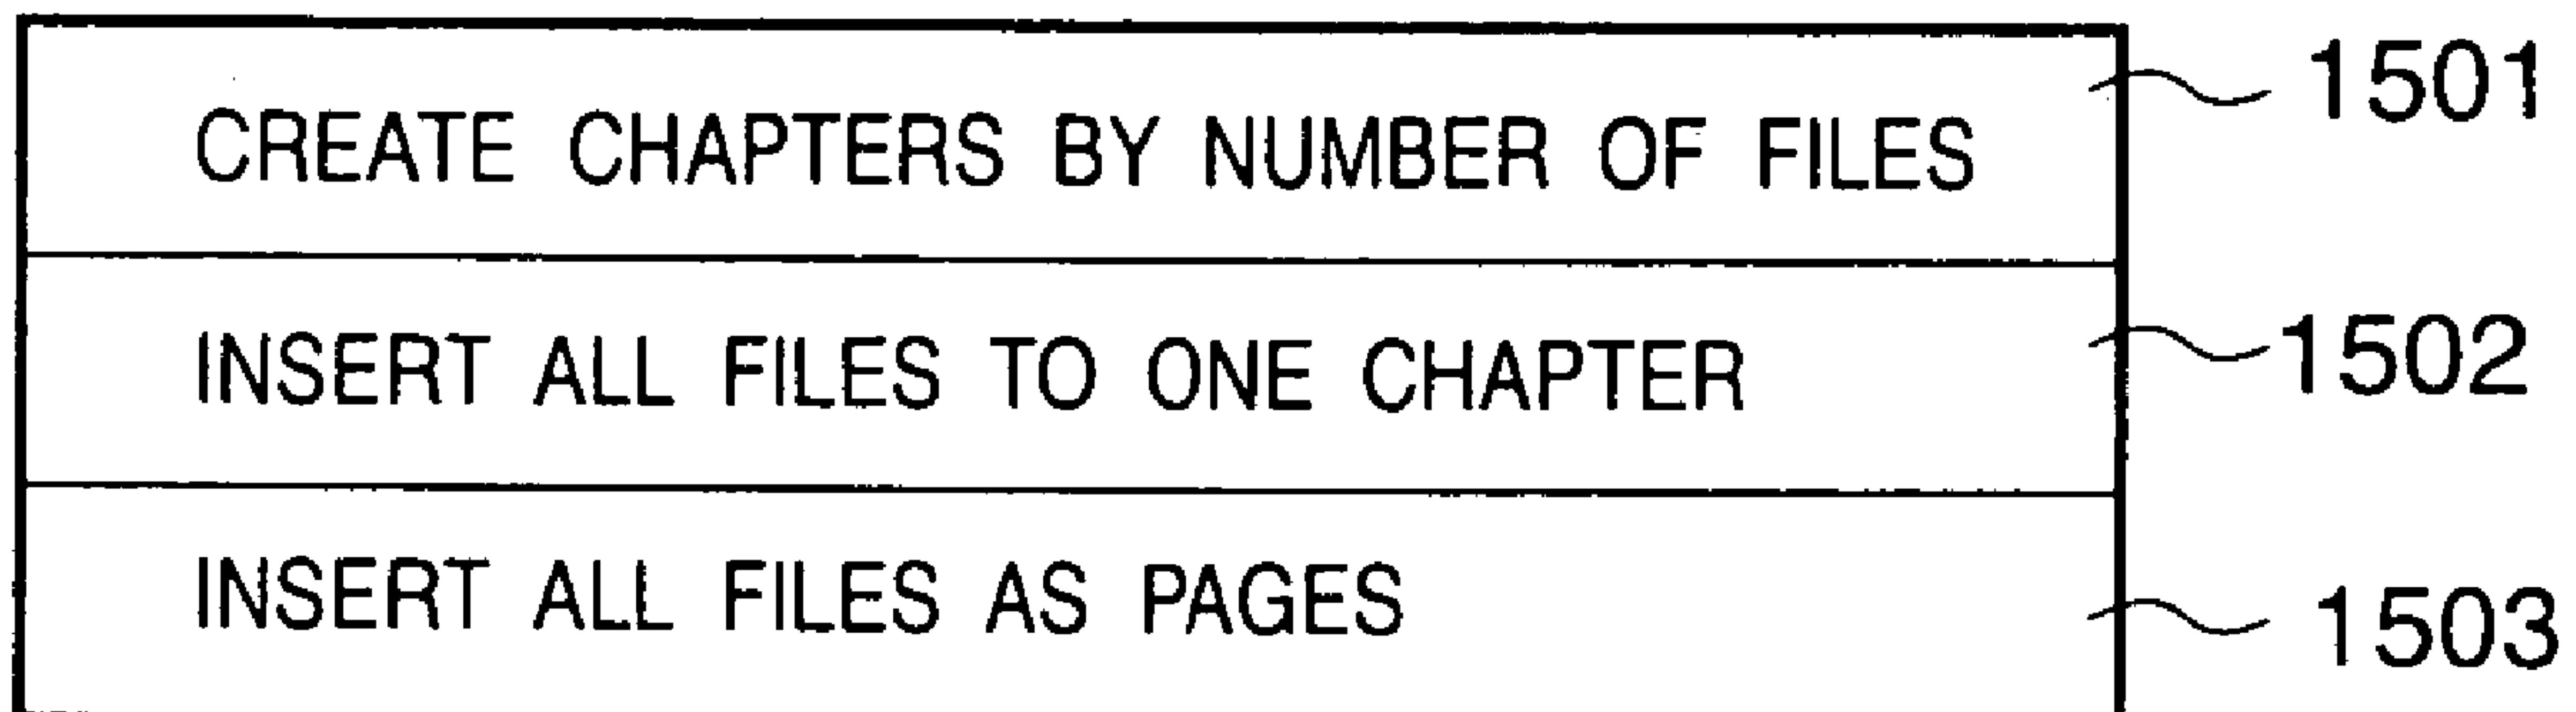 CREATE CHAPTERS BY NUMBER OF FILES 1501
INSERT ALL FILES TO ONE CHAPTER 1502
INSERT ALL FILES AS PAGES 1503